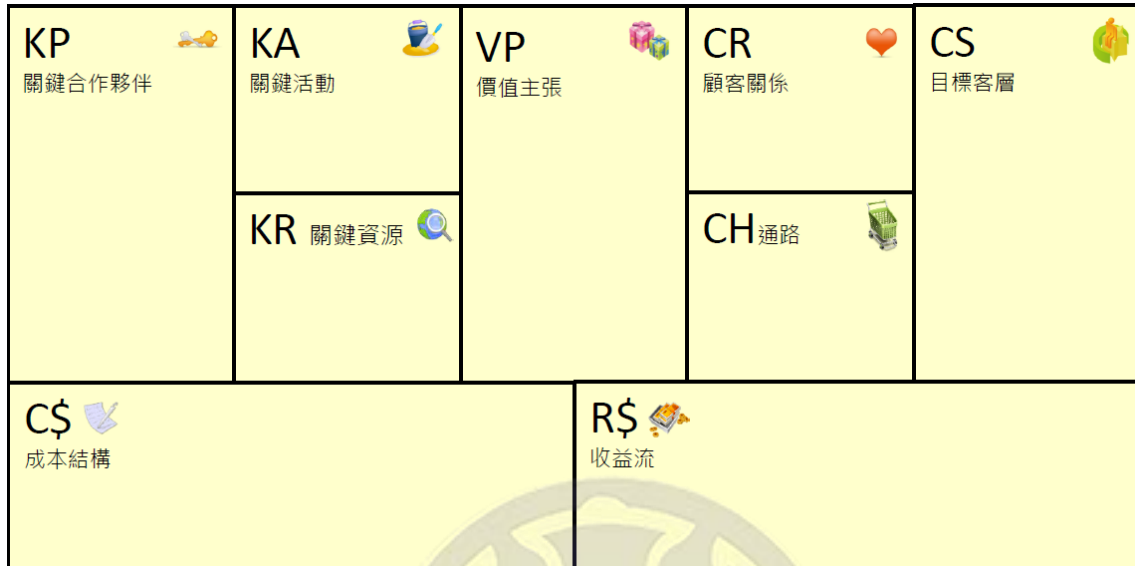 KP
關鍵合作夥伴
KA
關鍵活動
KR 關鍵資源
VP
價值主張
CR
顧客關係
CH通路
CS
目標客層
C$
成本結構
R$
收益流